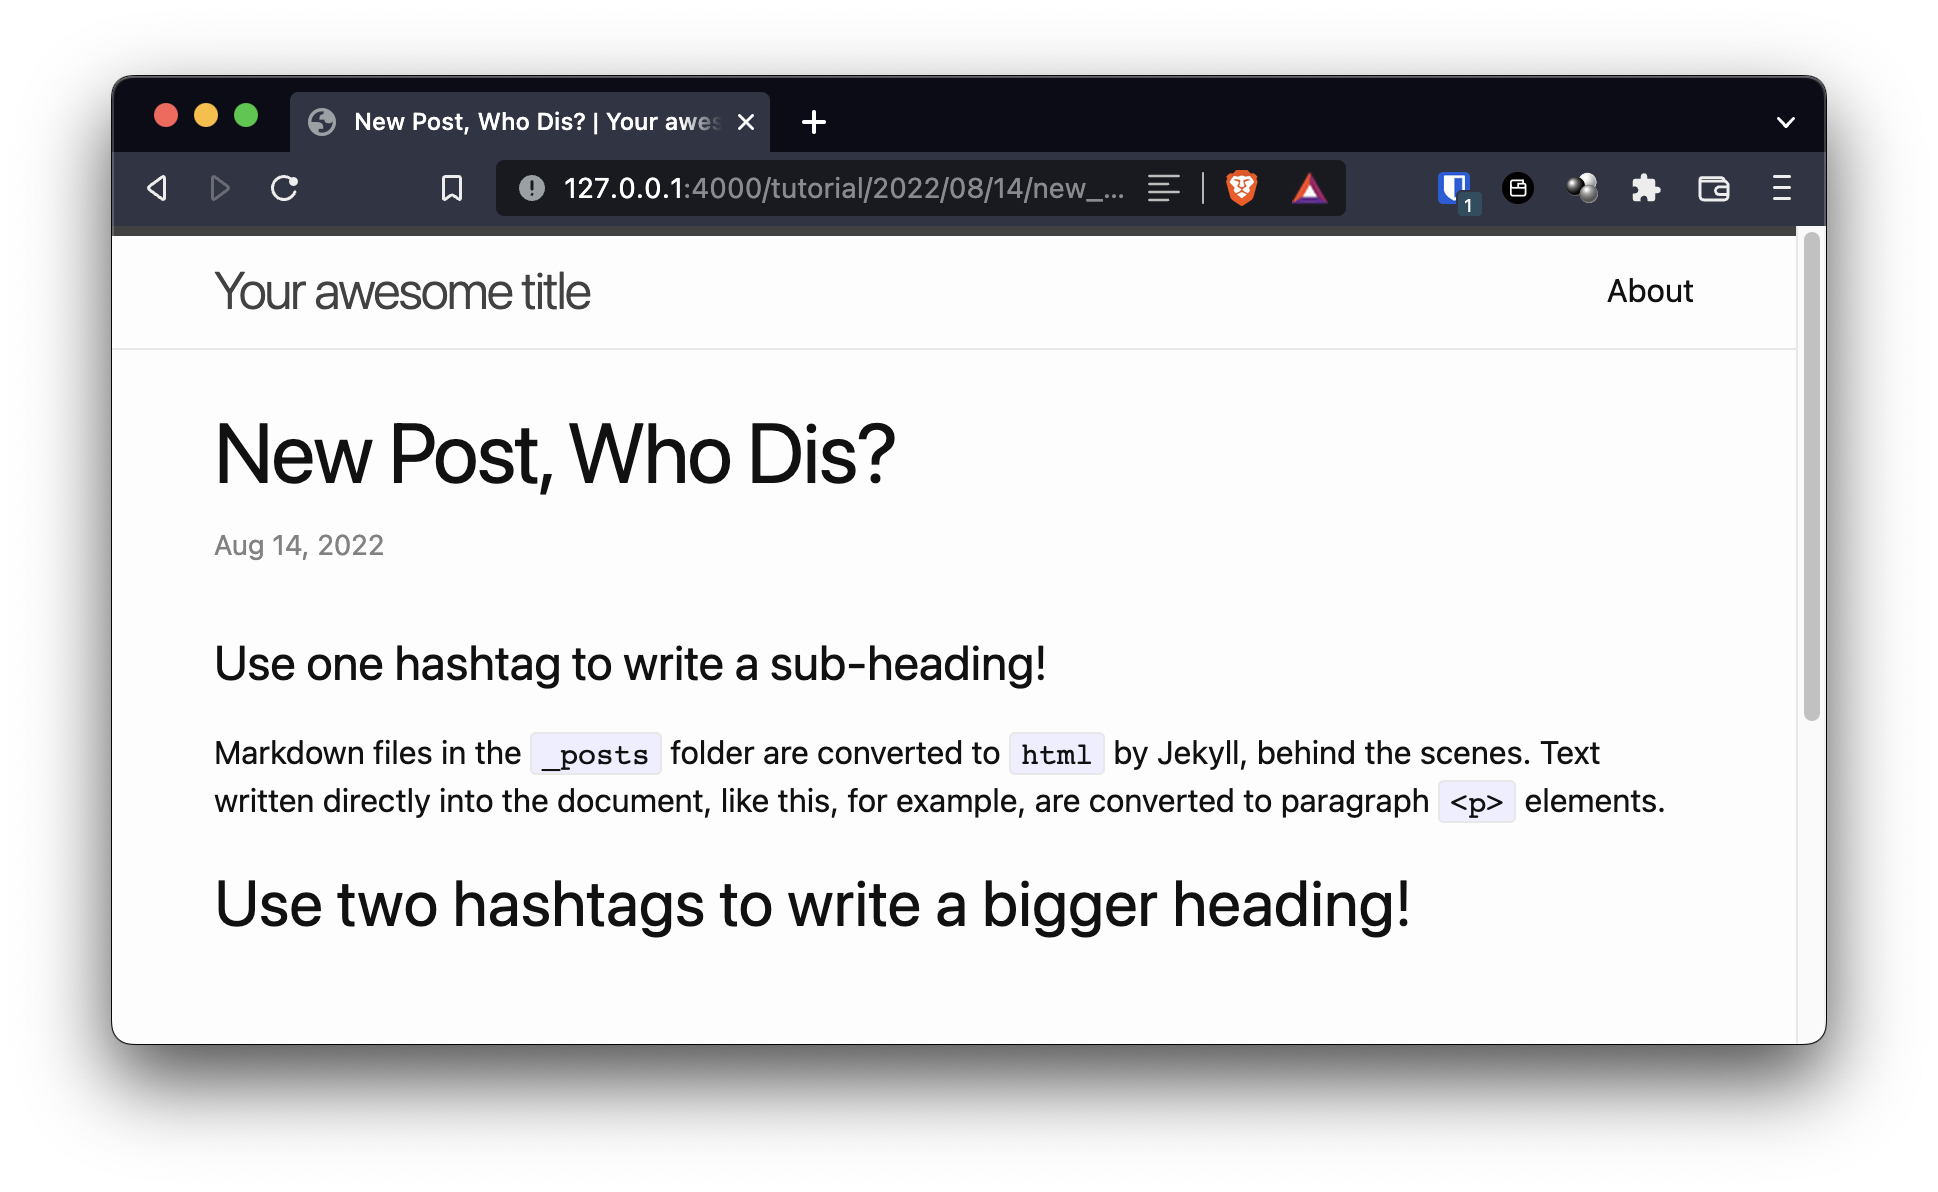 New Post, Who Dis? | Your awes
127.0.0.1:4000/tutorial/2022/08/14/new_...
1
Your awesome title
About
New Post, Who Dis?
Aug 14, 2022
Use one hashtag to write a sub-heading!
Markdown files in the _posts folder are converted to html by Jekyll, behind the scenes. Text
written directly into the document, like this, for example, are converted to paragraph <p> elements.
Use two hashtags to write a bigger heading!